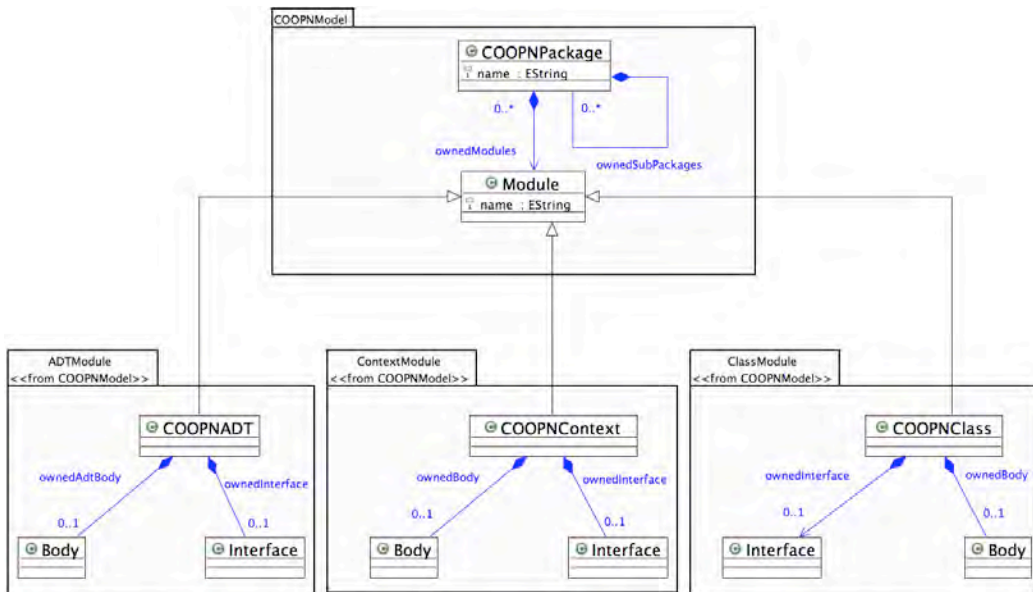 COOPNModel
COOPNPackage
name : EString
0..*
0..*
ownedModules
ownedSubPackages
Module
name : EString
ADTModule
<<from COOPNModel>>
ContextModule
<<from COOPNModel>>
ClassModule
<<from COOPNModel>>
COOPNADT
COOPNContext
COOPNClass
ownedAdtBody
ownedInterface
ownedBody
ownedInterface
ownedInterface
ownedBody
0..1
0..1
0..1
0..1
0..1
0..1
Body
Interface
Body
Interface
Interface
Body